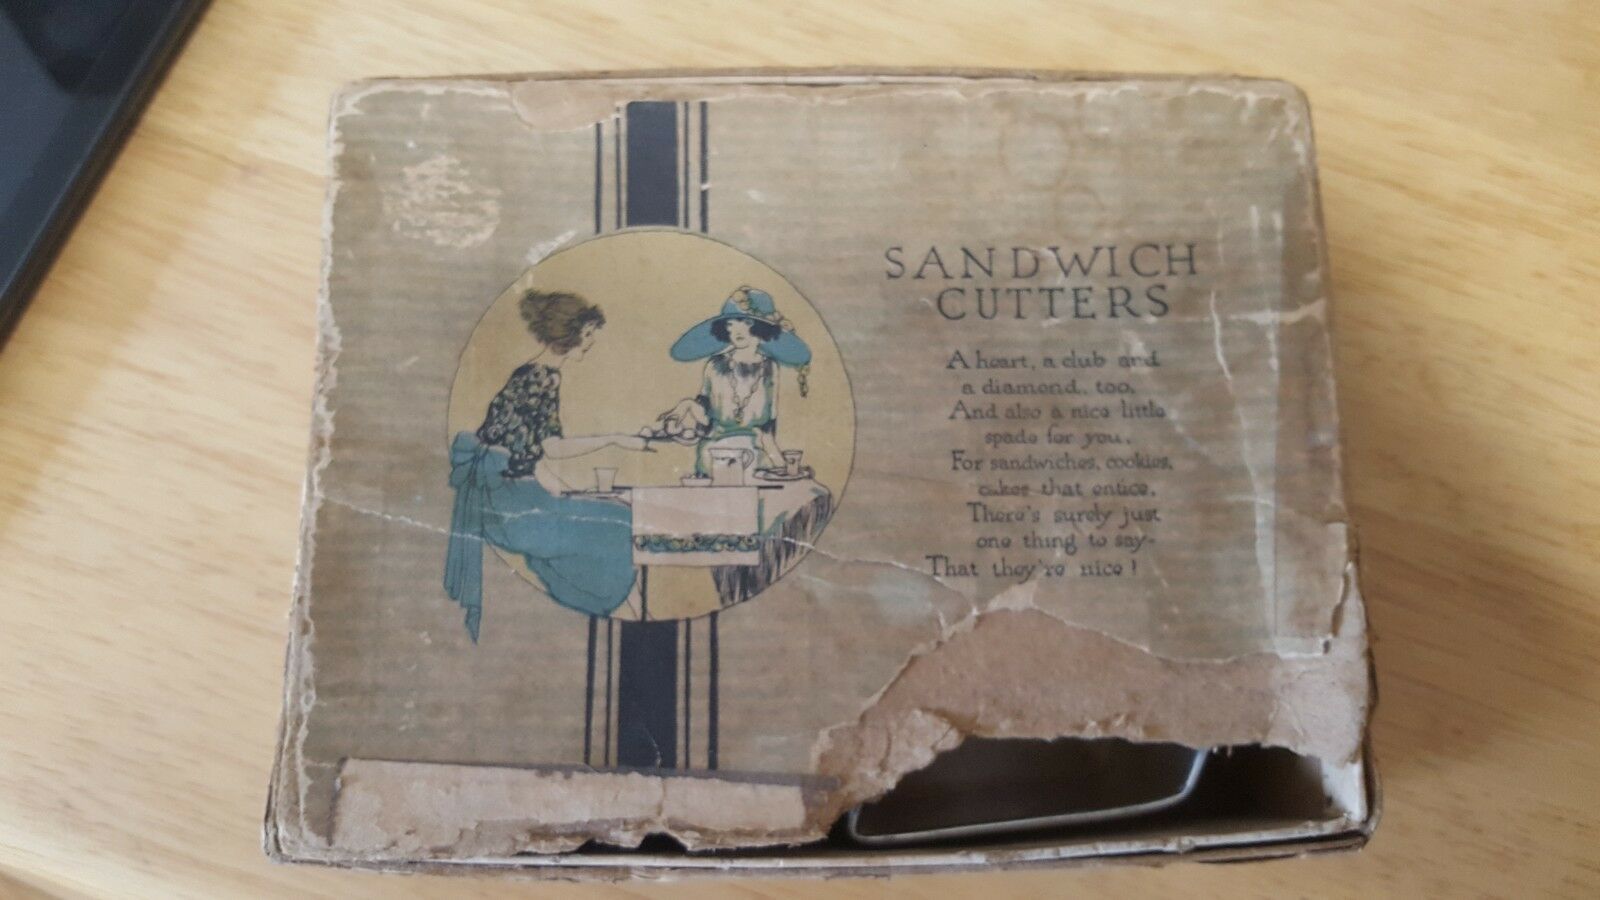 SANDWICH
CUTTERS
A heart, a club and
a diamond, too,
And also a nice little
spade for you,
For sandwiches, cookies,
cakes that entice,
There's surely just
one thing to say-
That they're nice!